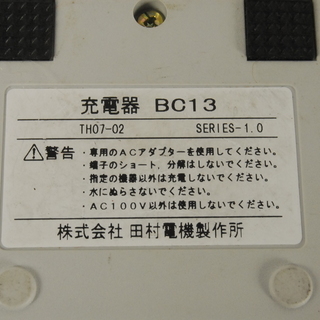 充電器 BC13
TH07-02 SERIES-1.0
⚠警告
・専用のACアダプターを使用してください。
・端子のショート、分解はしないでください。
・指定の機器以外は充電しないでください。
・水にぬらさないでください。
・AC100V以外は使用しないでください。
株式会社 田村電機製作所